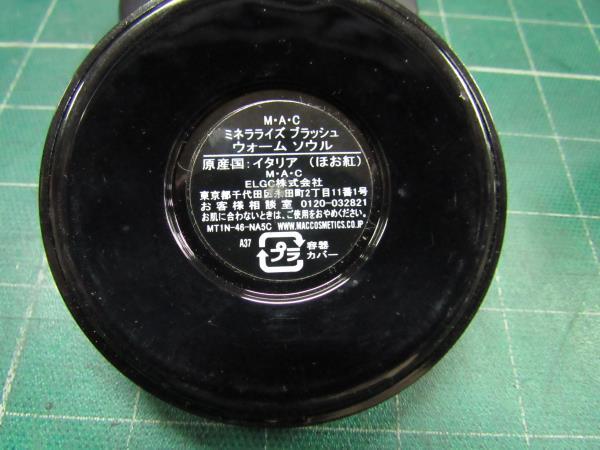 M·A·C
ミネラライズ ブラッシュ
ウォーム ソウル
原産国:イタリア (ほお紅)
M·A·C
ELGC株式会社
東京都千代田区永田町2丁目11番1号
お客様相談室 0120-032821
お肌に合わないときは、ご使用をおやめください。
MT1N-46-NA5C WWW.MACCOSMETICS.CO.JP
A37 プラ 容器
カバー